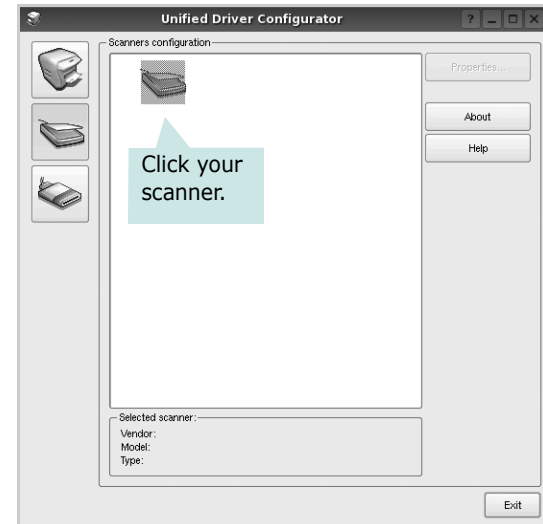 Unified Driver Configurator
?
Scanners configuration
Properties...
About
Help
Click your
scanner.
Selected scanner:
Vendor:
Model:
Type:
Exit